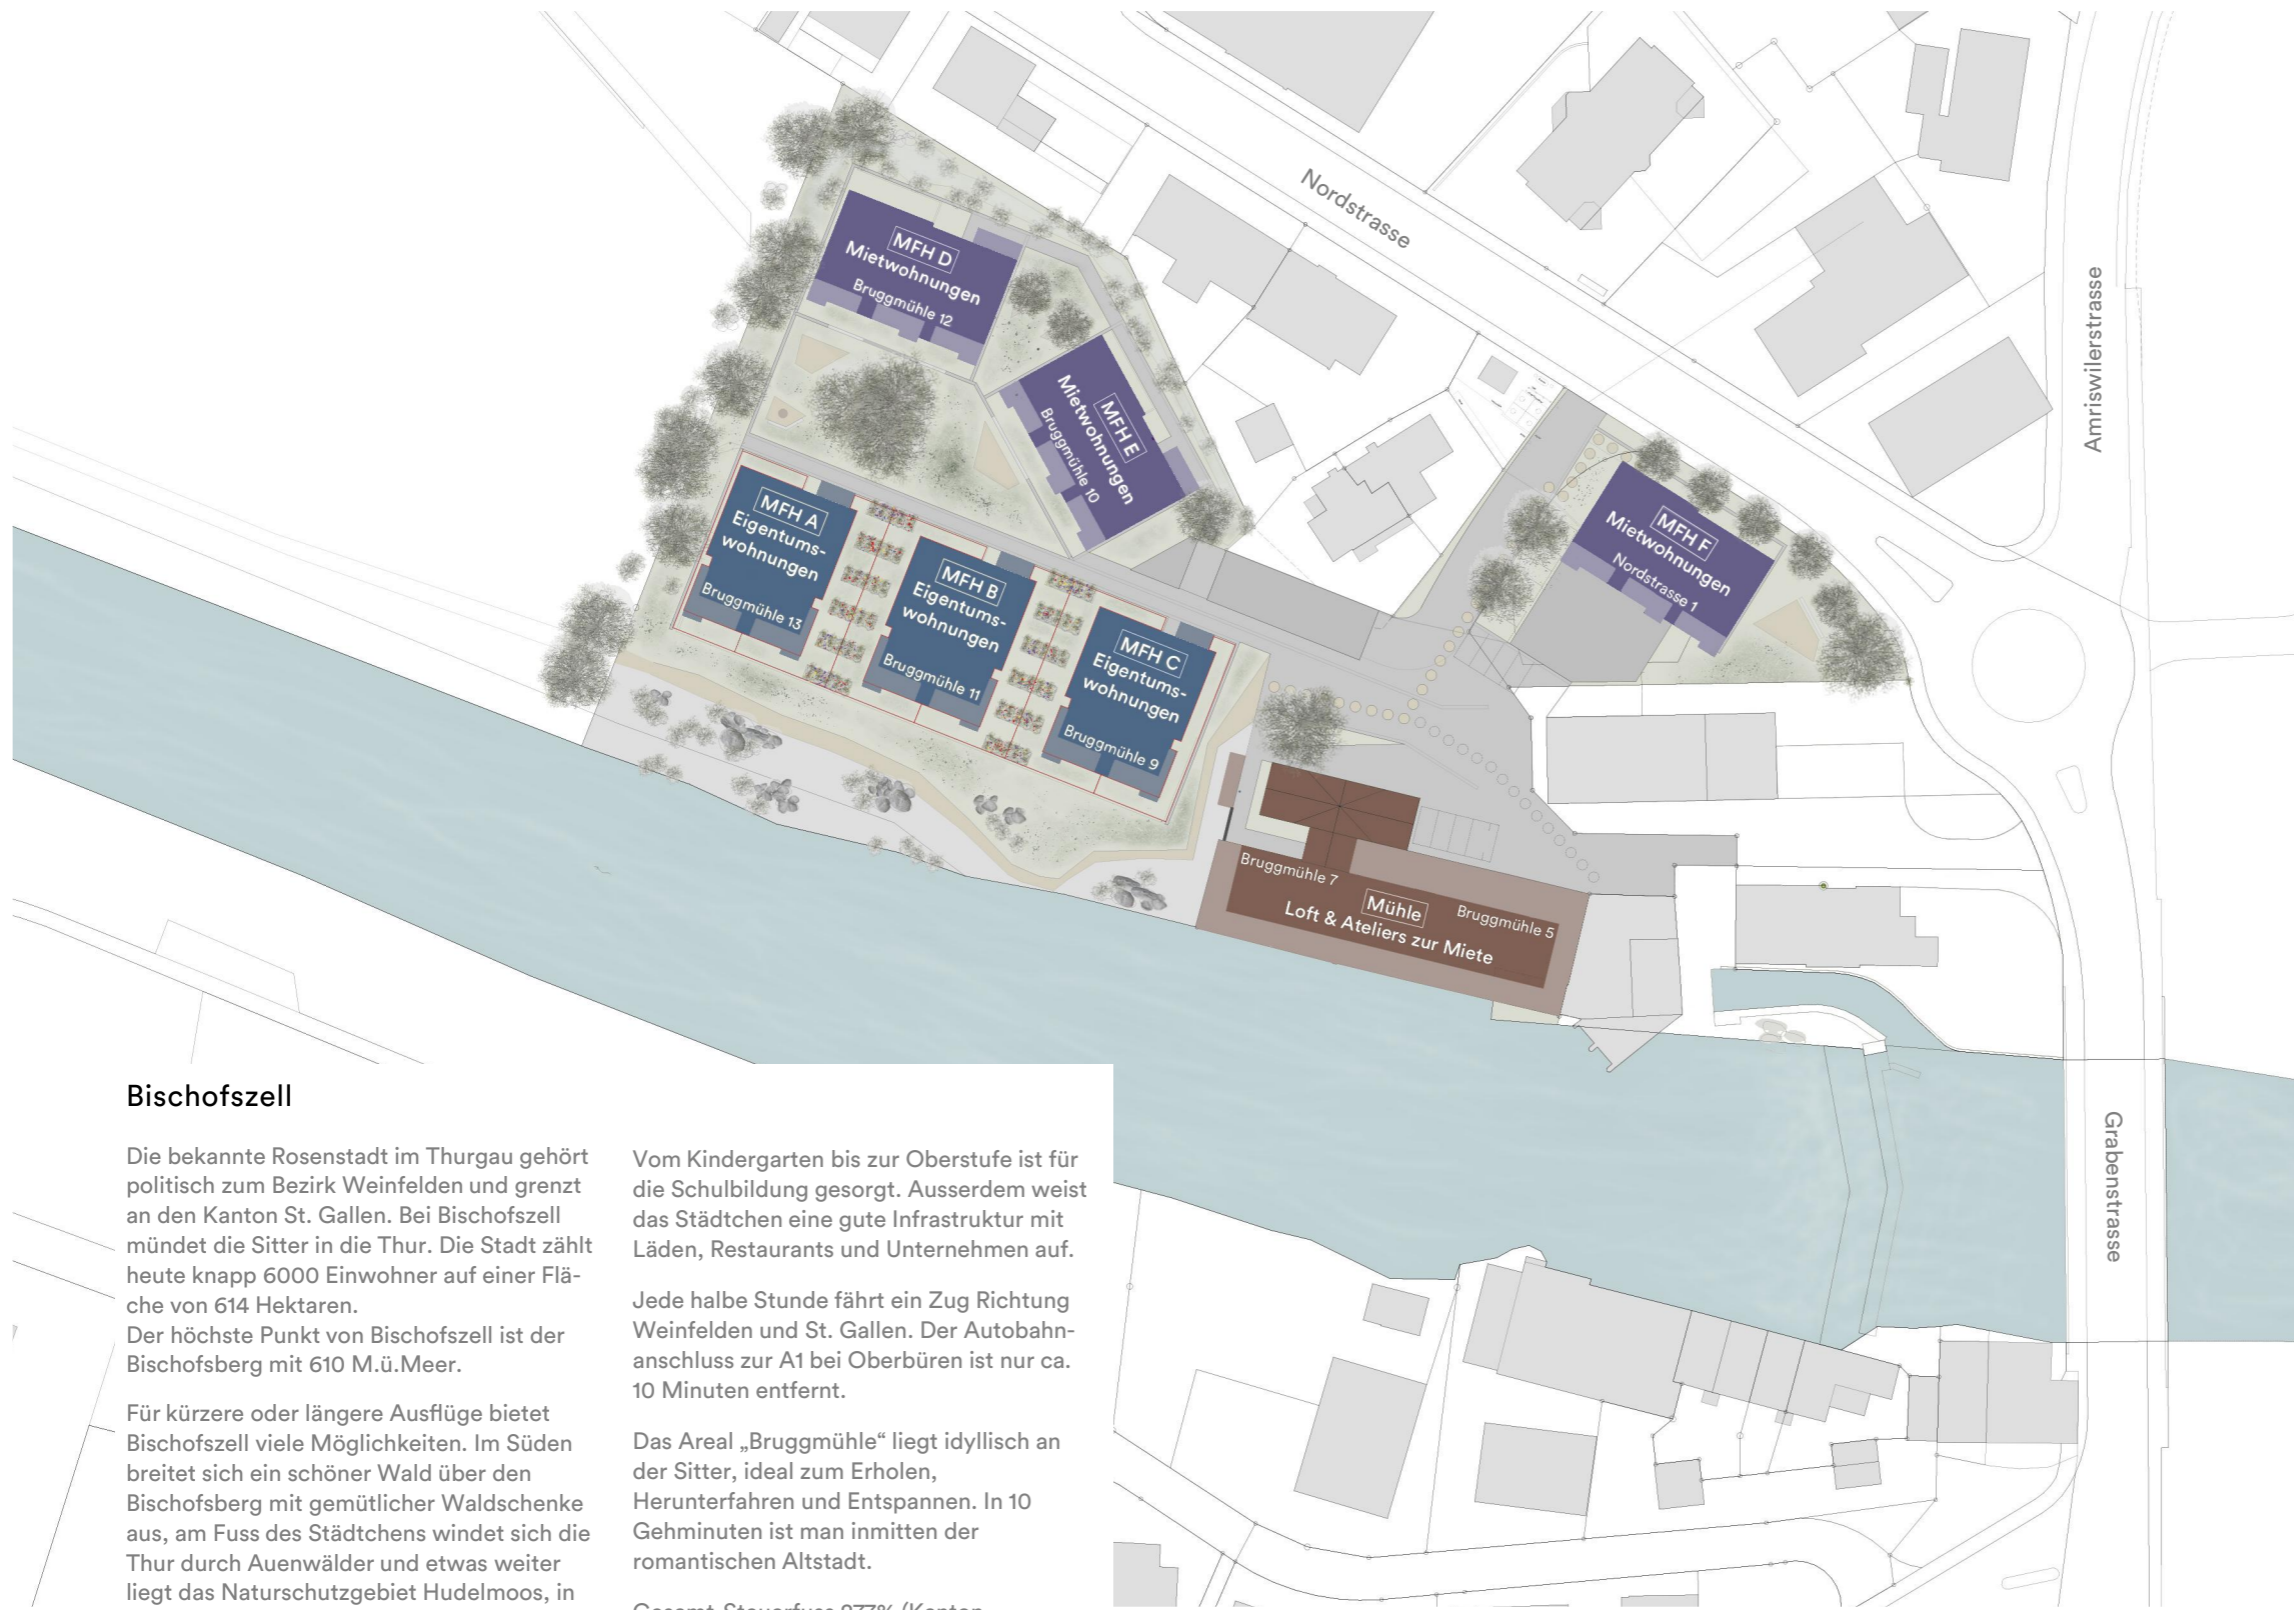 Nordstrasse
Amriswilerstrasse
MFH D
Mietwohnungen
Bruggmühle 12
MFH E
Mietwohnungen
Bruggmühle 10
MFH A
Eigentums-
wohnungen
Bruggmühle 13
MFH B
Eigentums-
wohnungen
Bruggmühle 11
MFH C
Eigentums-
wohnungen
Bruggmühle 9
MFH F
Mietwohnungen
Nordstrasse 1
Bruggmühle 7
Mühle
Bruggmühle 5
Loft & Ateliers zur Miete
Grabenstrasse
Bischofszell
Die bekannte Rosenstadt im Thurgau gehört
politisch zum Bezirk Weinfelden und grenzt
an den Kanton St. Gallen. Bei Bischofszell
mündet die Sitter in die Thur. Die Stadt zählt
heute knapp 6000 Einwohner auf einer Flä-
che von 614 Hektaren.
Der höchste Punkt von Bischofszell ist der
Bischofsberg mit 610 M.ü.Meer.
Für kürzere oder längere Ausflüge bietet
Bischofszell viele Möglichkeiten. Im Süden
breitet sich ein schöner Wald über den
Bischofsberg mit gemütlicher Waldschenke
aus, am Fuss des Städtchens windet sich die
Thur durch Auenwälder und etwas weiter
liegt das Naturschutzgebiet Hudelmoos, in
Vom Kindergarten bis zur Oberstufe ist für
die Schulbildung gesorgt. Ausserdem weist
das Städtchen eine gute Infrastruktur mit
Läden, Restaurants und Unternehmen auf.
Jede halbe Stunde fährt ein Zug Richtung
Weinfelden und St. Gallen. Der Autobahn-
anschluss zur A1 bei Oberbüren ist nur ca.
10 Minuten entfernt.
Das Areal „Bruggmühle“ liegt idyllisch an
der Sitter, ideal zum Erholen,
Herunterfahren und Entspannen. In 10
Gehminuten ist man inmitten der
romantischen Altstadt.
Gesamt-Steuerfuss 277% (Kanton